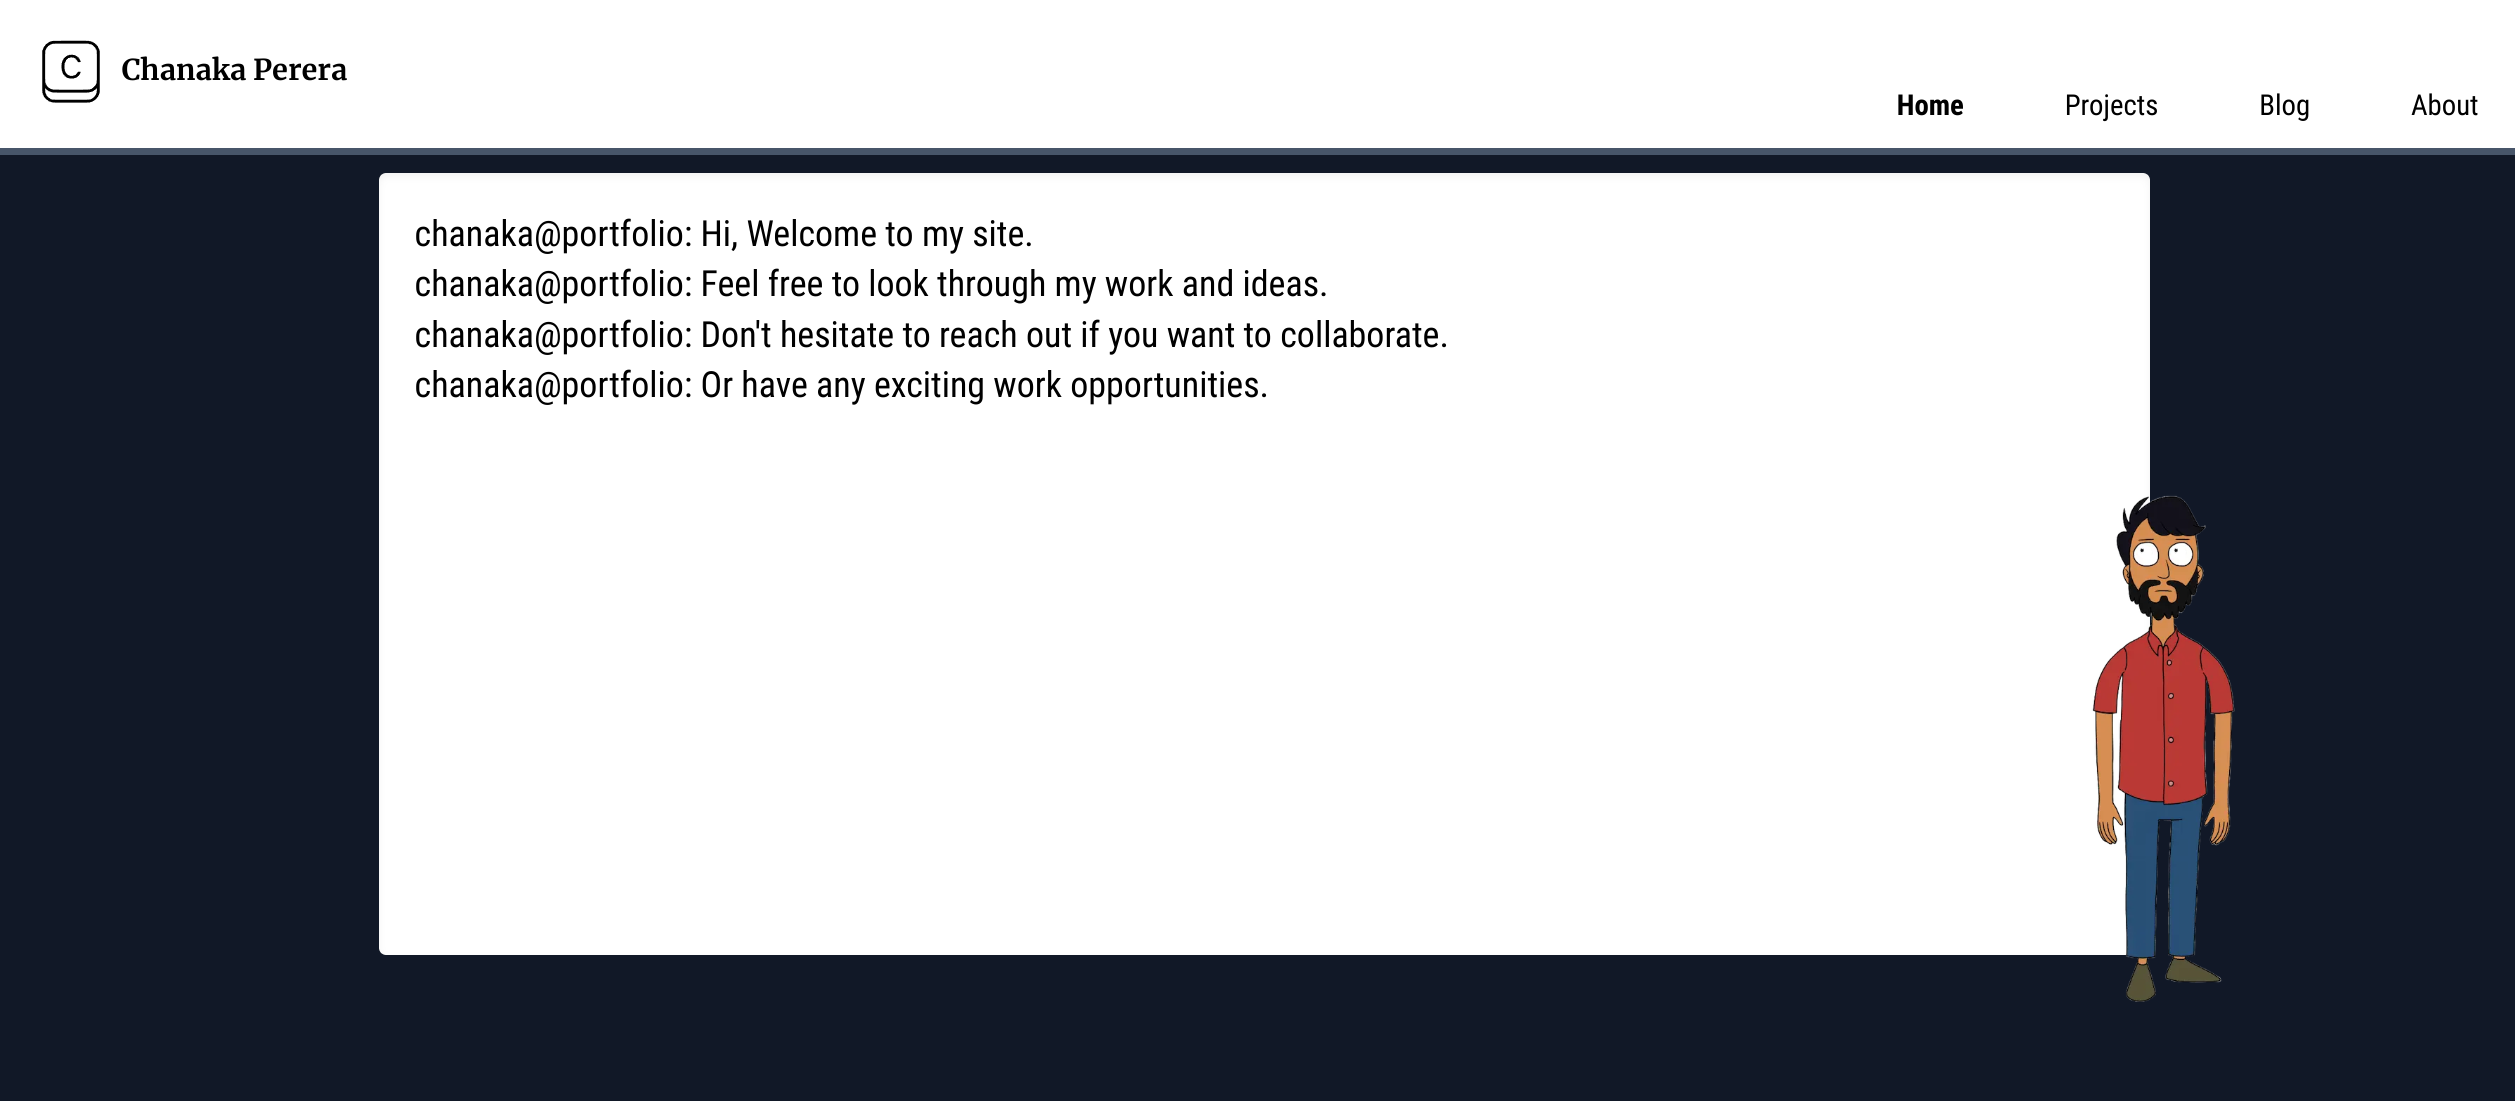 C
Chanaka Perera
Home
Projects
Blog
About
chanaka@portfolio: Hi, Welcome to my site.
chanaka@portfolio: Feel free to look through my work and ideas.
chanaka@portfolio: Don't hesitate to reach out if you want to collaborate.
chanaka@portfolio: Or have any exciting work opportunities.